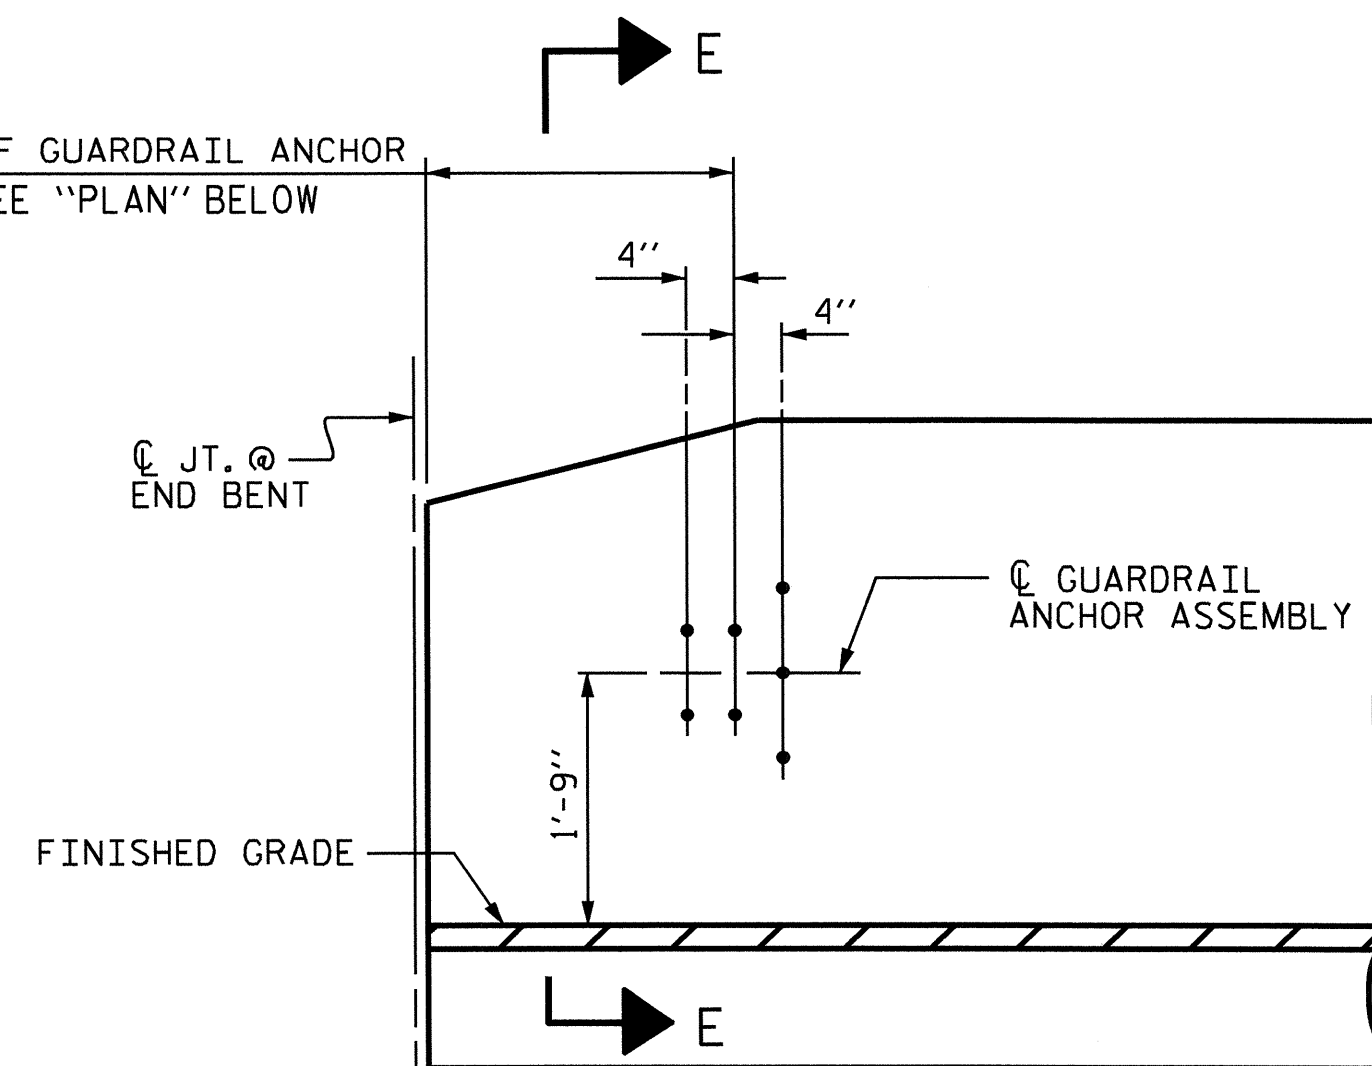 E
F GUARDRAIL ANCHOR
EE "PLAN" BELOW
4"
4"
℄ JT. @
END BENT
℄ GUARDRAIL
ANCHOR ASSEMBLY
1'-9"
FINISHED GRADE
E